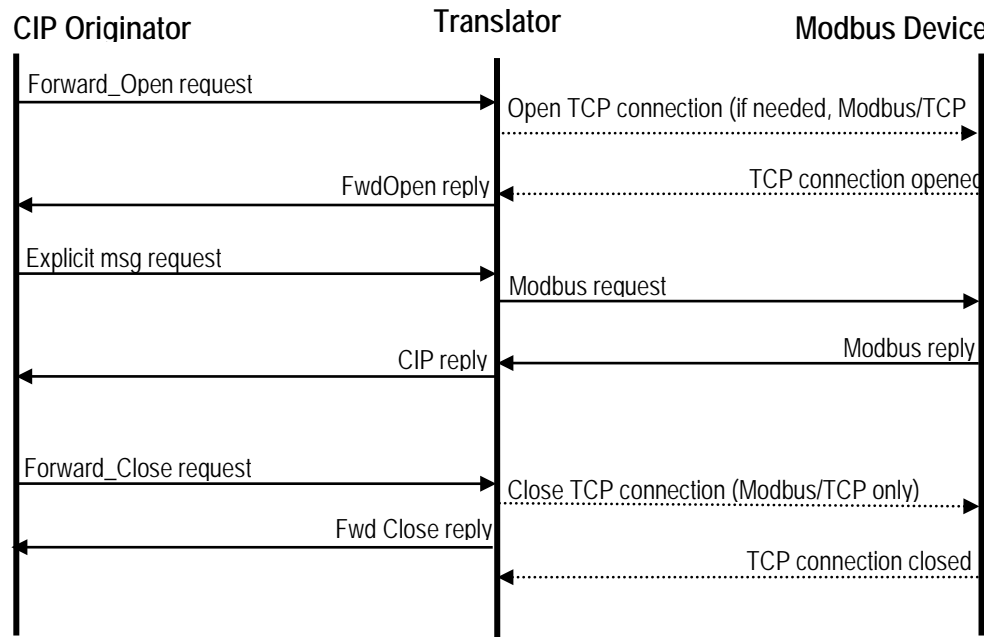 CIP Originator
Translator
Modbus Device
Forward_Open request
Open TCP connection (if needed, Modbus/TCP
TCP connection opened
FwdOpen reply
Explicit msg request
Modbus request
Modbus reply
CIP reply
Forward_Close request
Close TCP connection (Modbus/TCP only)
Fwd Close reply
TCP connection closed